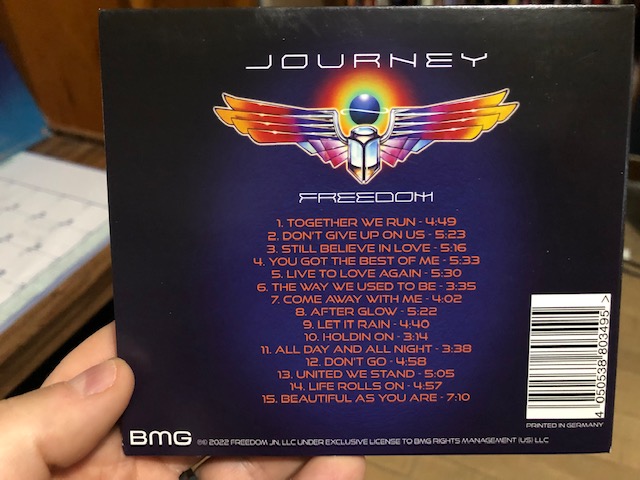 JOURNEY
FREEDOM
1. TOGETHER WE RUN - 4:49
2. DON'T GIVE UP ON US - 5:23
3. STILL BELIEVE IN LOVE - 5:16
4. YOU GOT THE BEST OF ME - 5:33
5. LIVE TO LOVE AGAIN - 5:30
6. THE WAY WE USED TO BE - 3:35
7. COME AWAY WITH ME - 4:02
8. AFTER GLOW - 5:22
9. LET IT RAIN - 4:40
10. HOLDIN ON - 3:14
11. ALL DAY AND ALL NIGHT - 3:38
12. DON'T GO - 4:58
13. UNITED WE STAND - 5:05
14. LIFE ROLLS ON - 4:57
15. BEAUTIFUL AS YOU ARE - 7:10
4 050538 803495 >
PRINTED IN GERMANY
BMG
℗© 2022 FREEDOM JN, LLC UNDER EXCLUSIVE LICENSE TO BMG RIGHTS MANAGEMENT (US) LLC